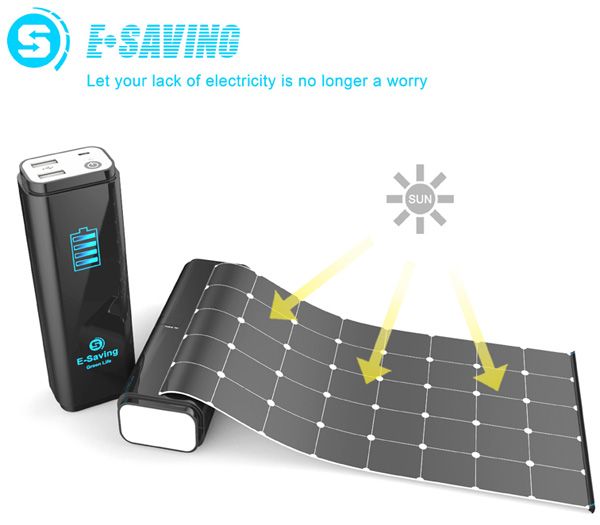 S
E-SAVING
Let your lack of electricity is no longer a worry
SUN
S
E-Saving
Green Life